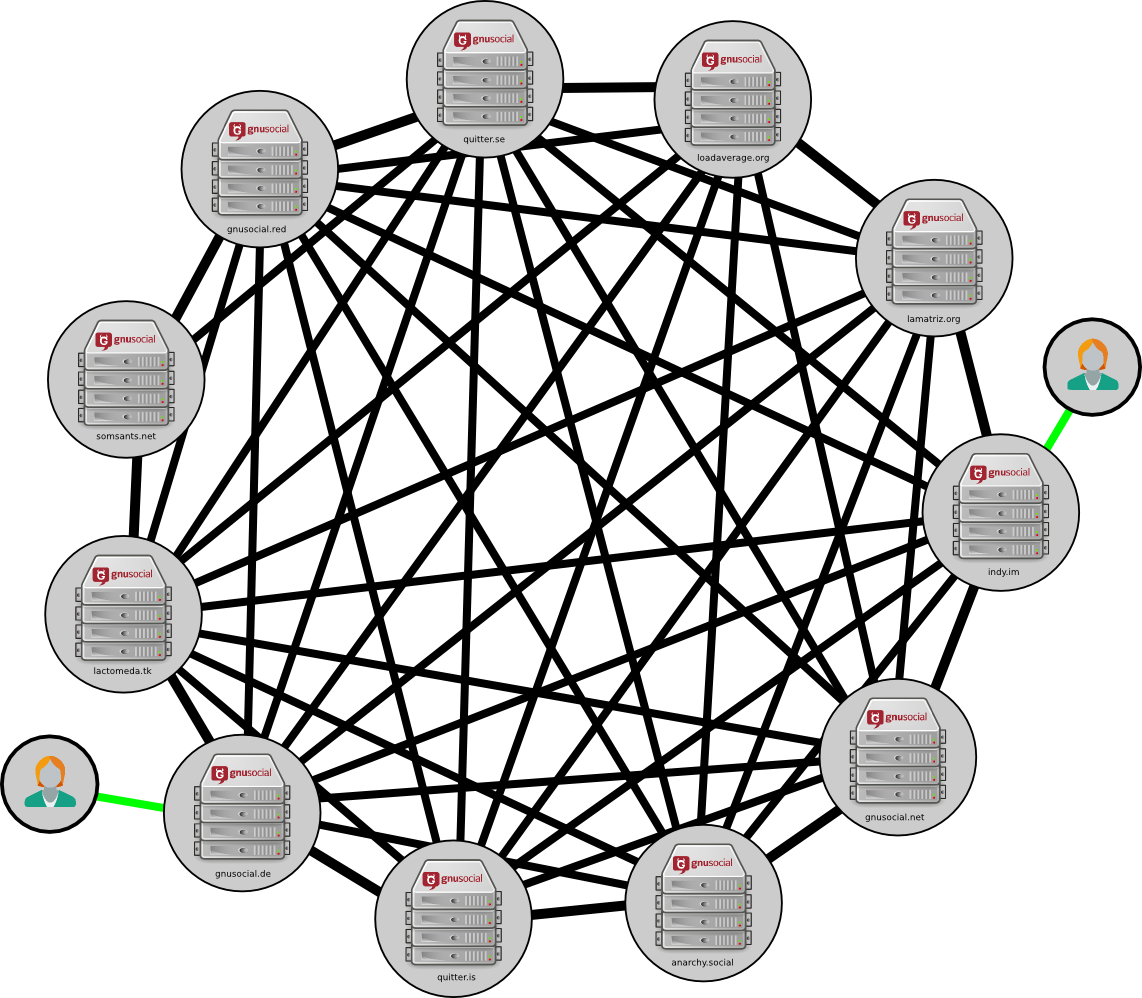 gnusocial
quitter.se
gnusocial
loadaverage.org
gnusocial
gnusocial.red
gnusocial
lamatriz.org
gnusocial
somsants.net
gnusocial
indy.im
gnusocial
lactomeda.tk
gnusocial
gnusocial.net
gnusocial
gnusocial.de
gnusocial
anarchy.social
gnusocial
quitter.is